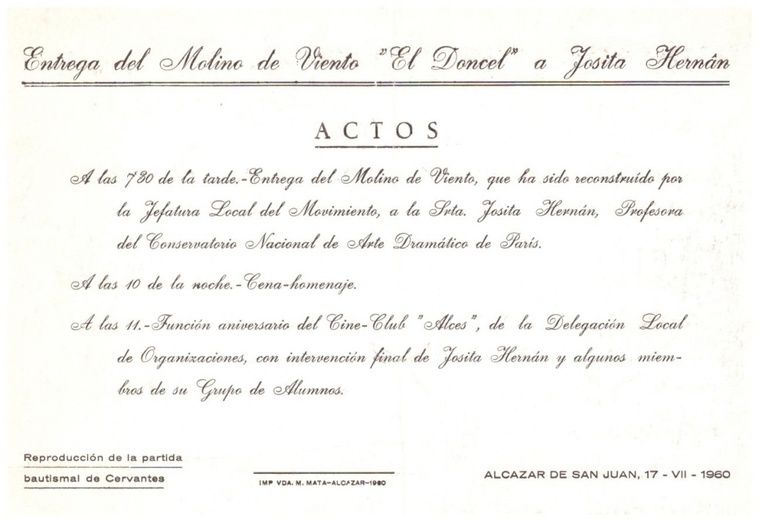 Entrega del Molino de Viento "El Doncel" a Josita Hernán
ACTOS
A las 7'30 de la tarde.-Entrega del Molino de Viento, que ha sido reconstruído por
la Jefatura Local del Movimiento, a la Srta. Josita Hernán, Profesora
del Conservatorio Nacional de Arte Dramático de París.
A las 10 de la noche.-Cena-homenaje.
A las 11.-Función aniversario del Cine-Club "Alces", de la Delegación Local
de Organizaciones, con intervención final de Josita Hernán y algunos miem-
bros de su Grupo de Alumnos.
Reproducción de la partida
bautismal de Cervantes
IMP VDA. M. MATA-ALCAZAR-1960
ALCAZAR DE SAN JUAN, 17 - VII - 1960